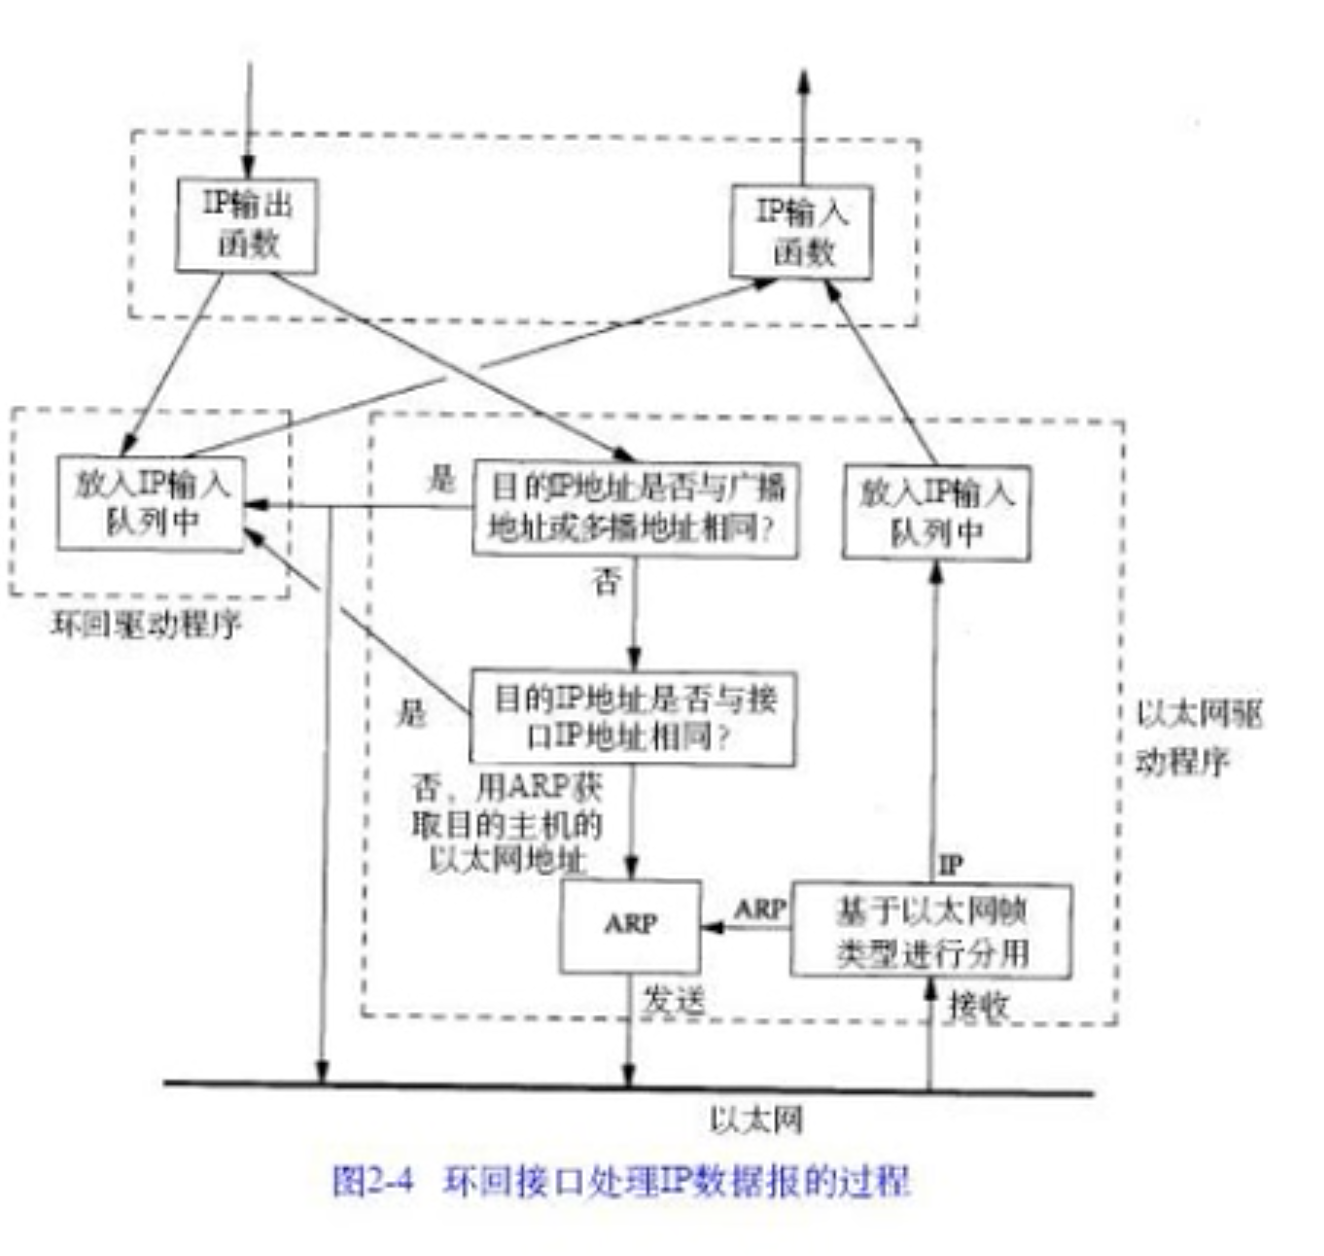 IP输出
函数
IP输入
函数
放入IP输入
队列中
是
目的IP地址是否与广播
地址或多播地址相同？
放入IP输入
队列中
否
环回驱动程序
目的IP地址是否与接
口IP地址相同？
是
以太网驱
动程序
否，用ARP获
取目的主机的
以太网地址
IP
ARP
ARP
基于以太网帧
类型进行分用
发送
接收
以太网
图2-4 环回接口处理IP数据报的过程